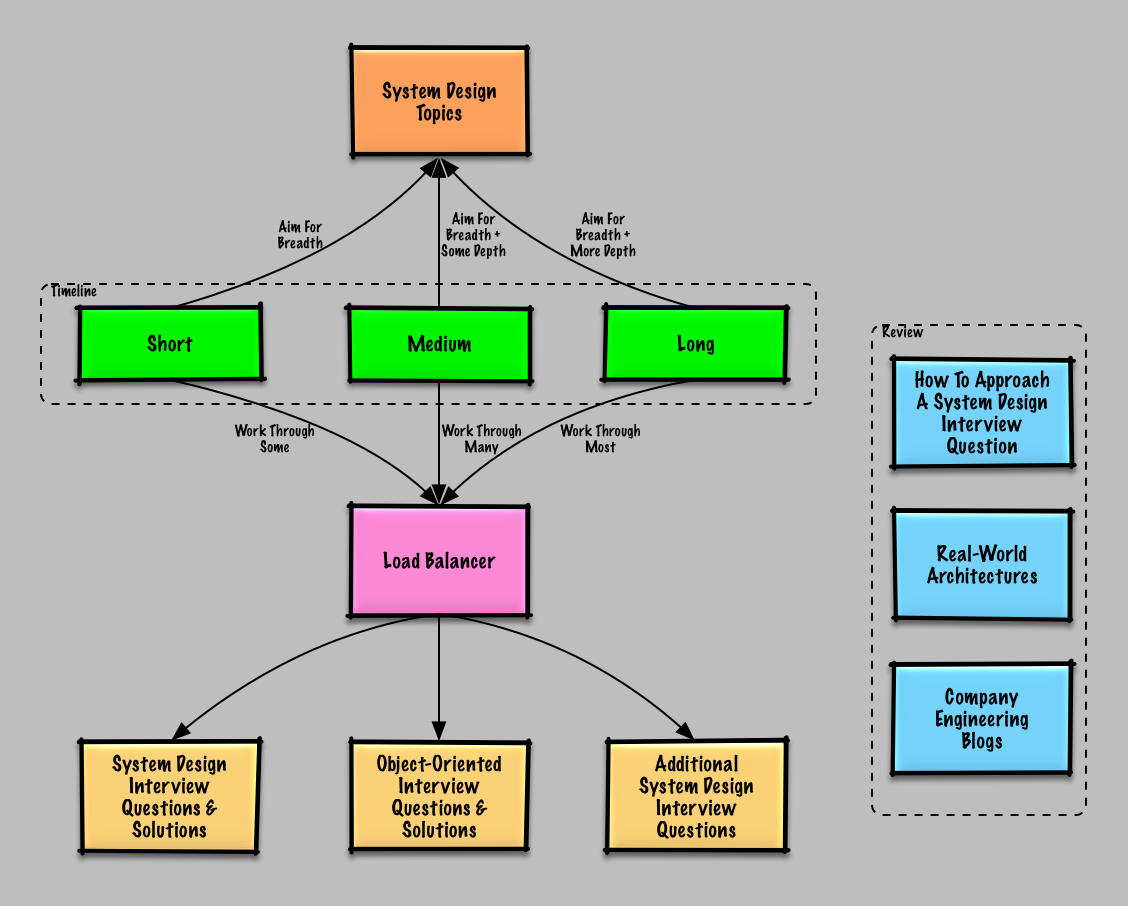 System Design
Topics
Aim For
Breadth
Aim For
Breadth +
Some Depth
Aim For
Breadth +
More Depth
Timeline
Short
Medium
Long
Work Through
Some
Work Through
Many
Work Through
Most
Load Balancer
System Design
Interview
Questions &
Solutions
Object-Oriented
Interview
Questions &
Solutions
Additional
System Design
Interview
Questions
Review
How To Approach
A System Design
Interview
Question
Real-World
Architectures
Company
Engineering
Blogs